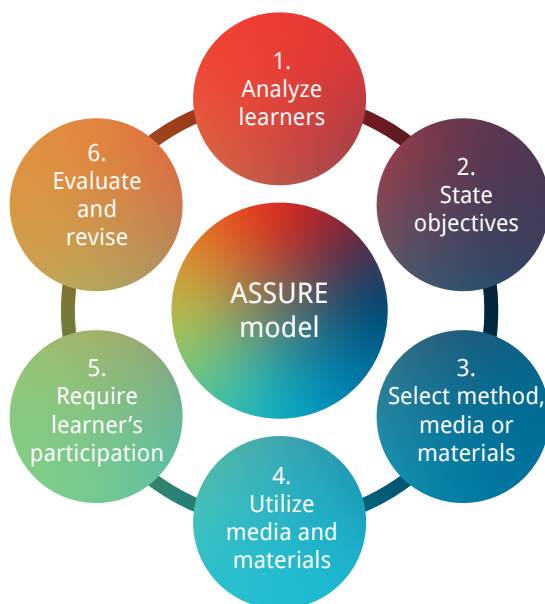 1.
Analyze
learners
2.
State
objectives
3.
Select method,
media or
materials
4.
Utilize
media and
materials
5.
Require
learner’s
participation
6.
Evaluate
and
revise
ASSURE
model